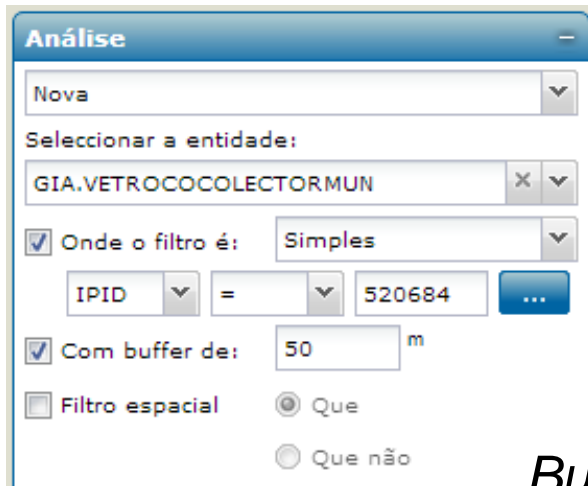 Análise
Nova
Seleccionar a entidade:
GIA.VETROCOCOLECTORMUN
Onde o filtro é: Simples
IPID = 520684 ...
Com buffer de: 50 m
Filtro espacial Que
Que não
Bu